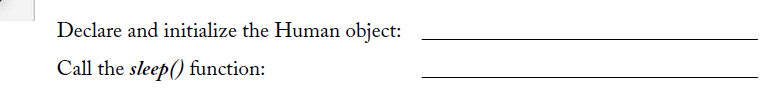 Declare and initialize the Human object:
Call the sleep() function: